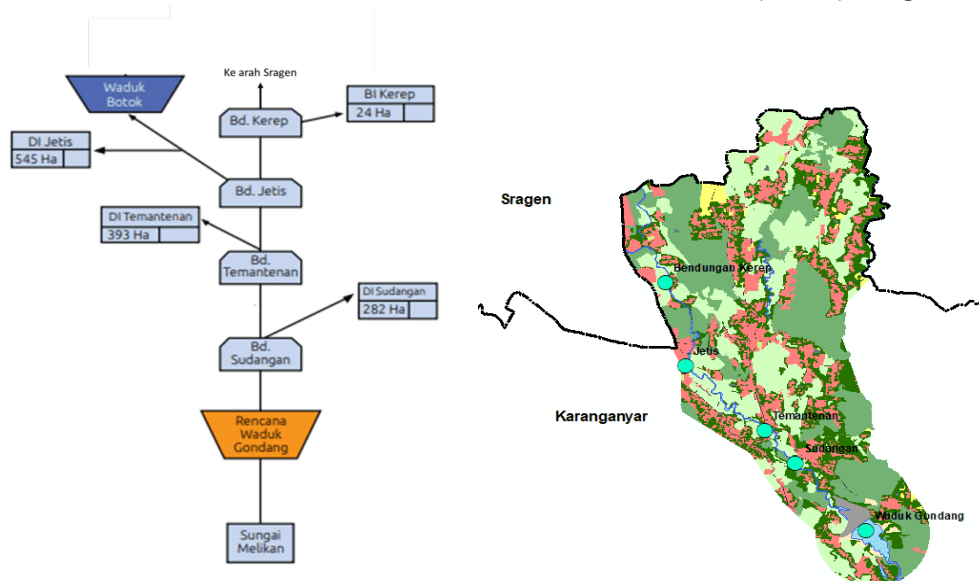 Ke arah Sragen
Waduk
Botok
BI Kerep
24 Ha
Bd. Kerep
DI Jetis
545 Ha
Bd. Jetis
DI Temantenan
393 Ha
Bd.
Temantenan
DI Sudangan
282 Ha
Bd.
Sudangan
Rencana
Waduk
Gondang
Sungai
Melikan
Sragen
Bendungan Kerep
Jetis
Karanganyar
Temantenan
Sudangan
Waduk Gondang